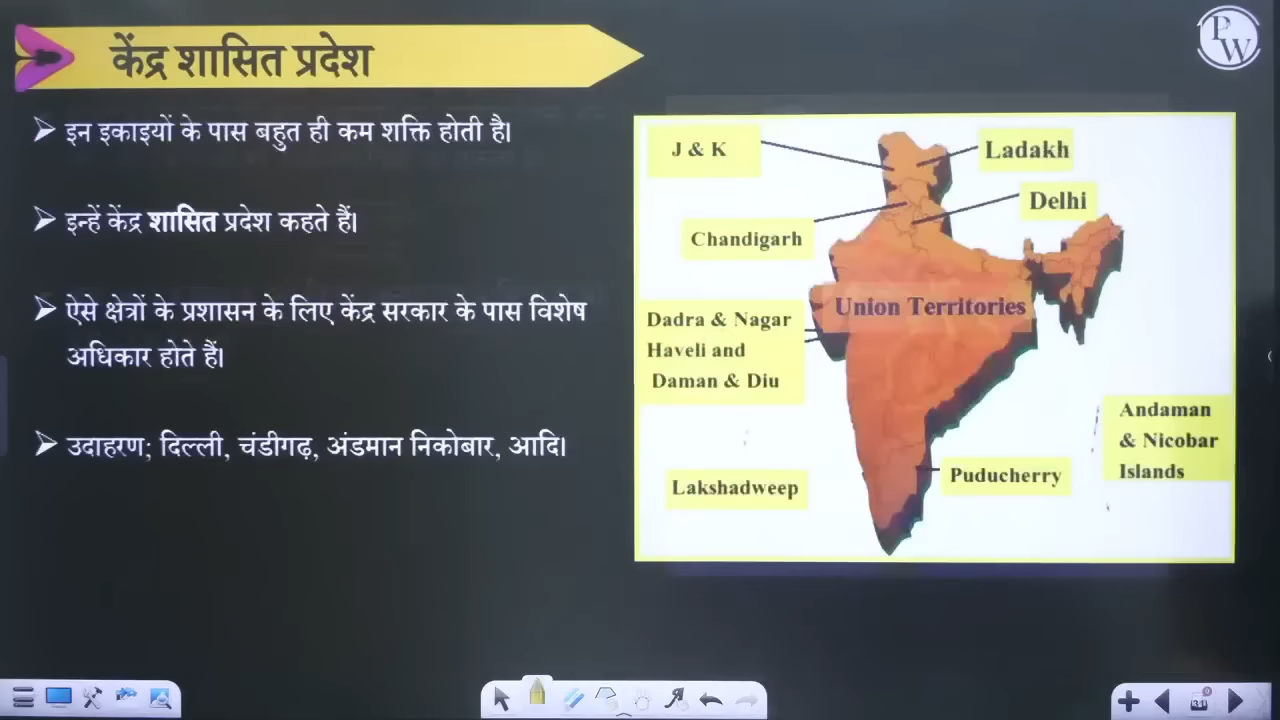 केंद्र शासित प्रदेश
PW
इन इकाइयों के पास बहुत ही कम शक्ति होती है।
इन्हें केंद्र शासित प्रदेश कहते हैं।
ऐसे क्षेत्रों के प्रशासन के लिए केंद्र सरकार के पास विशेष
अधिकार होते हैं।
उदाहरण; दिल्ली, चंडीगढ़, अंडमान निकोबार, आदि।
J & K
Ladakh
Delhi
Chandigarh
Union Territories
Dadra & Nagar
Haveli and
Daman & Diu
Andaman
& Nicobar
Islands
Puducherry
Lakshadweep
31